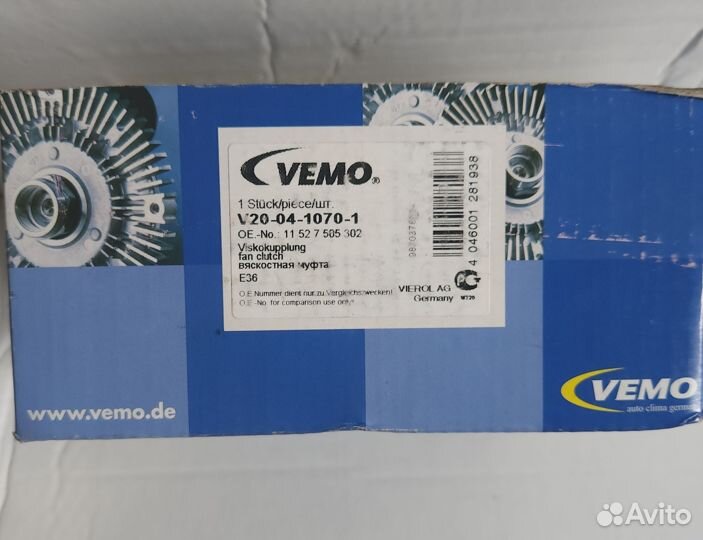 VEMO®
1 Stück/piece/шт.
V20-04-1070-1
OE.-No.: 11 52 7 505 302
Viskokupplung
fan clutch
вяскостная муфта
E36
O.E Nummer dient nur zu Vergleichszwecken!
O.E.-No. for comparison use only!
VIEROL AG
Germany
4 046001 281938
www.vemo.de
VEMO
auto clima
Avito